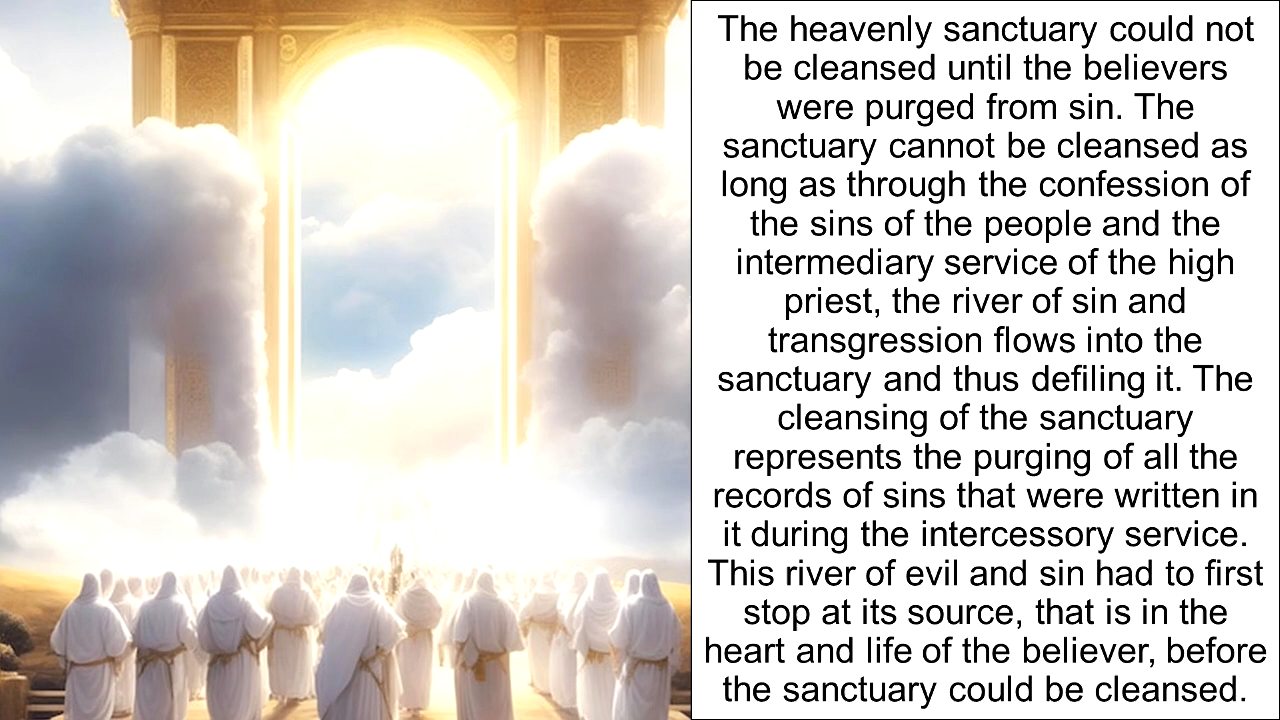 The heavenly sanctuary could not
be cleansed until the believers
were purged from sin. The
sanctuary cannot be cleansed as
long as through the confession of
the sins of the people and the
intermediary service of the high
priest, the river of sin and
transgression flows into the
sanctuary and thus defiling it. The
cleansing of the sanctuary
represents the purging of all the
records of sins that were written in
it during the intercessory service.
This river of evil and sin had to first
stop at its source, that is in the
heart and life of the believer, before
the sanctuary could be cleansed.